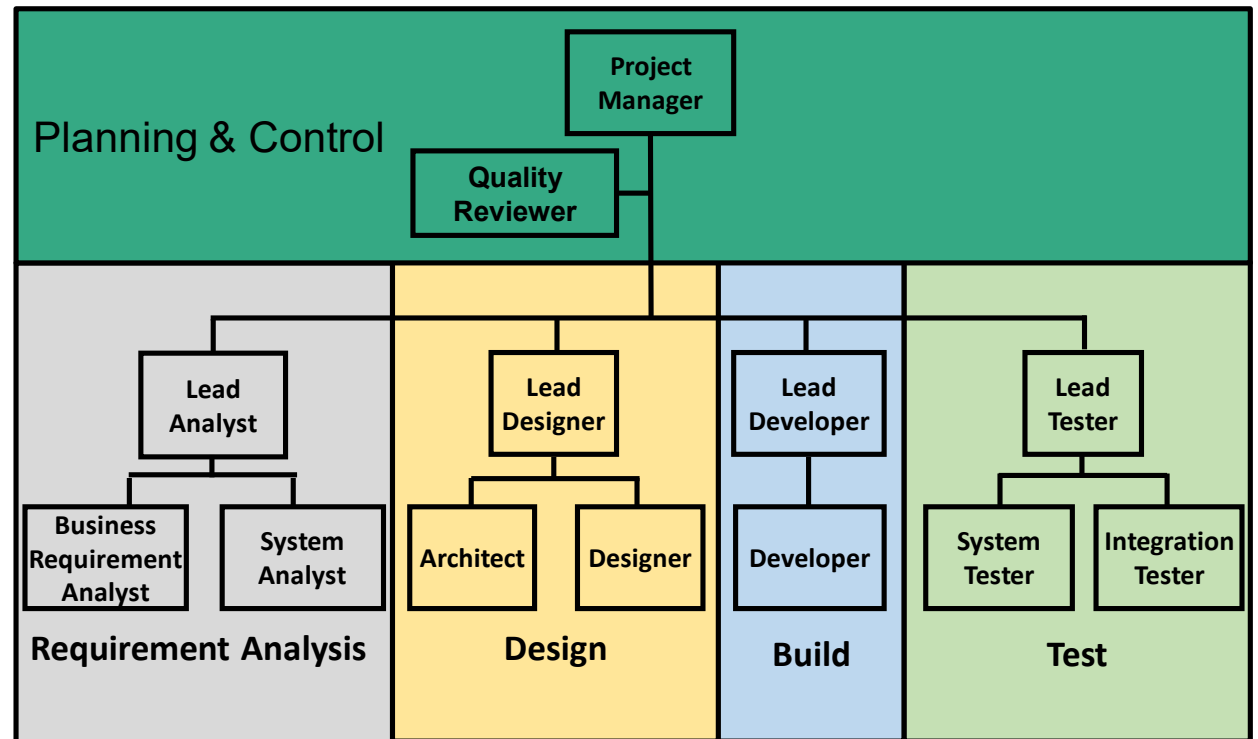 Project
Manager
Planning & Control
Quality
Reviewer
Lead
Analyst
Lead
Designer
Lead
Developer
Lead
Tester
Business
Requirement
Analyst
System
Analyst
Architect
Designer
Developer
System
Tester
Integration
Tester
Requirement Analysis
Design
Build
Test